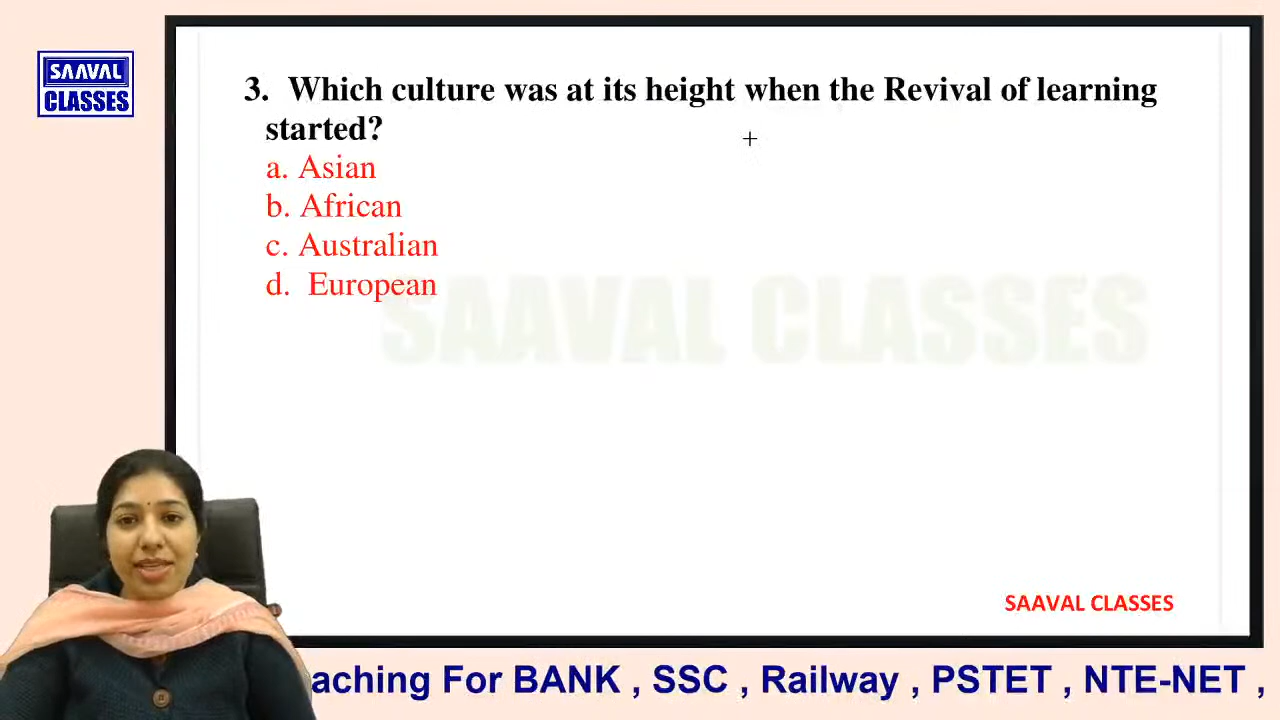 SAAVAL
CLASSES
3. Which culture was at its height when the Revival of learning
started?
a. Asian
b. African
c. Australian
d. European
SAAVAL CLASSES
SAAVAL CLASSES
aching For BANK , SSC , Railway , PSTET , NTE-NET ,